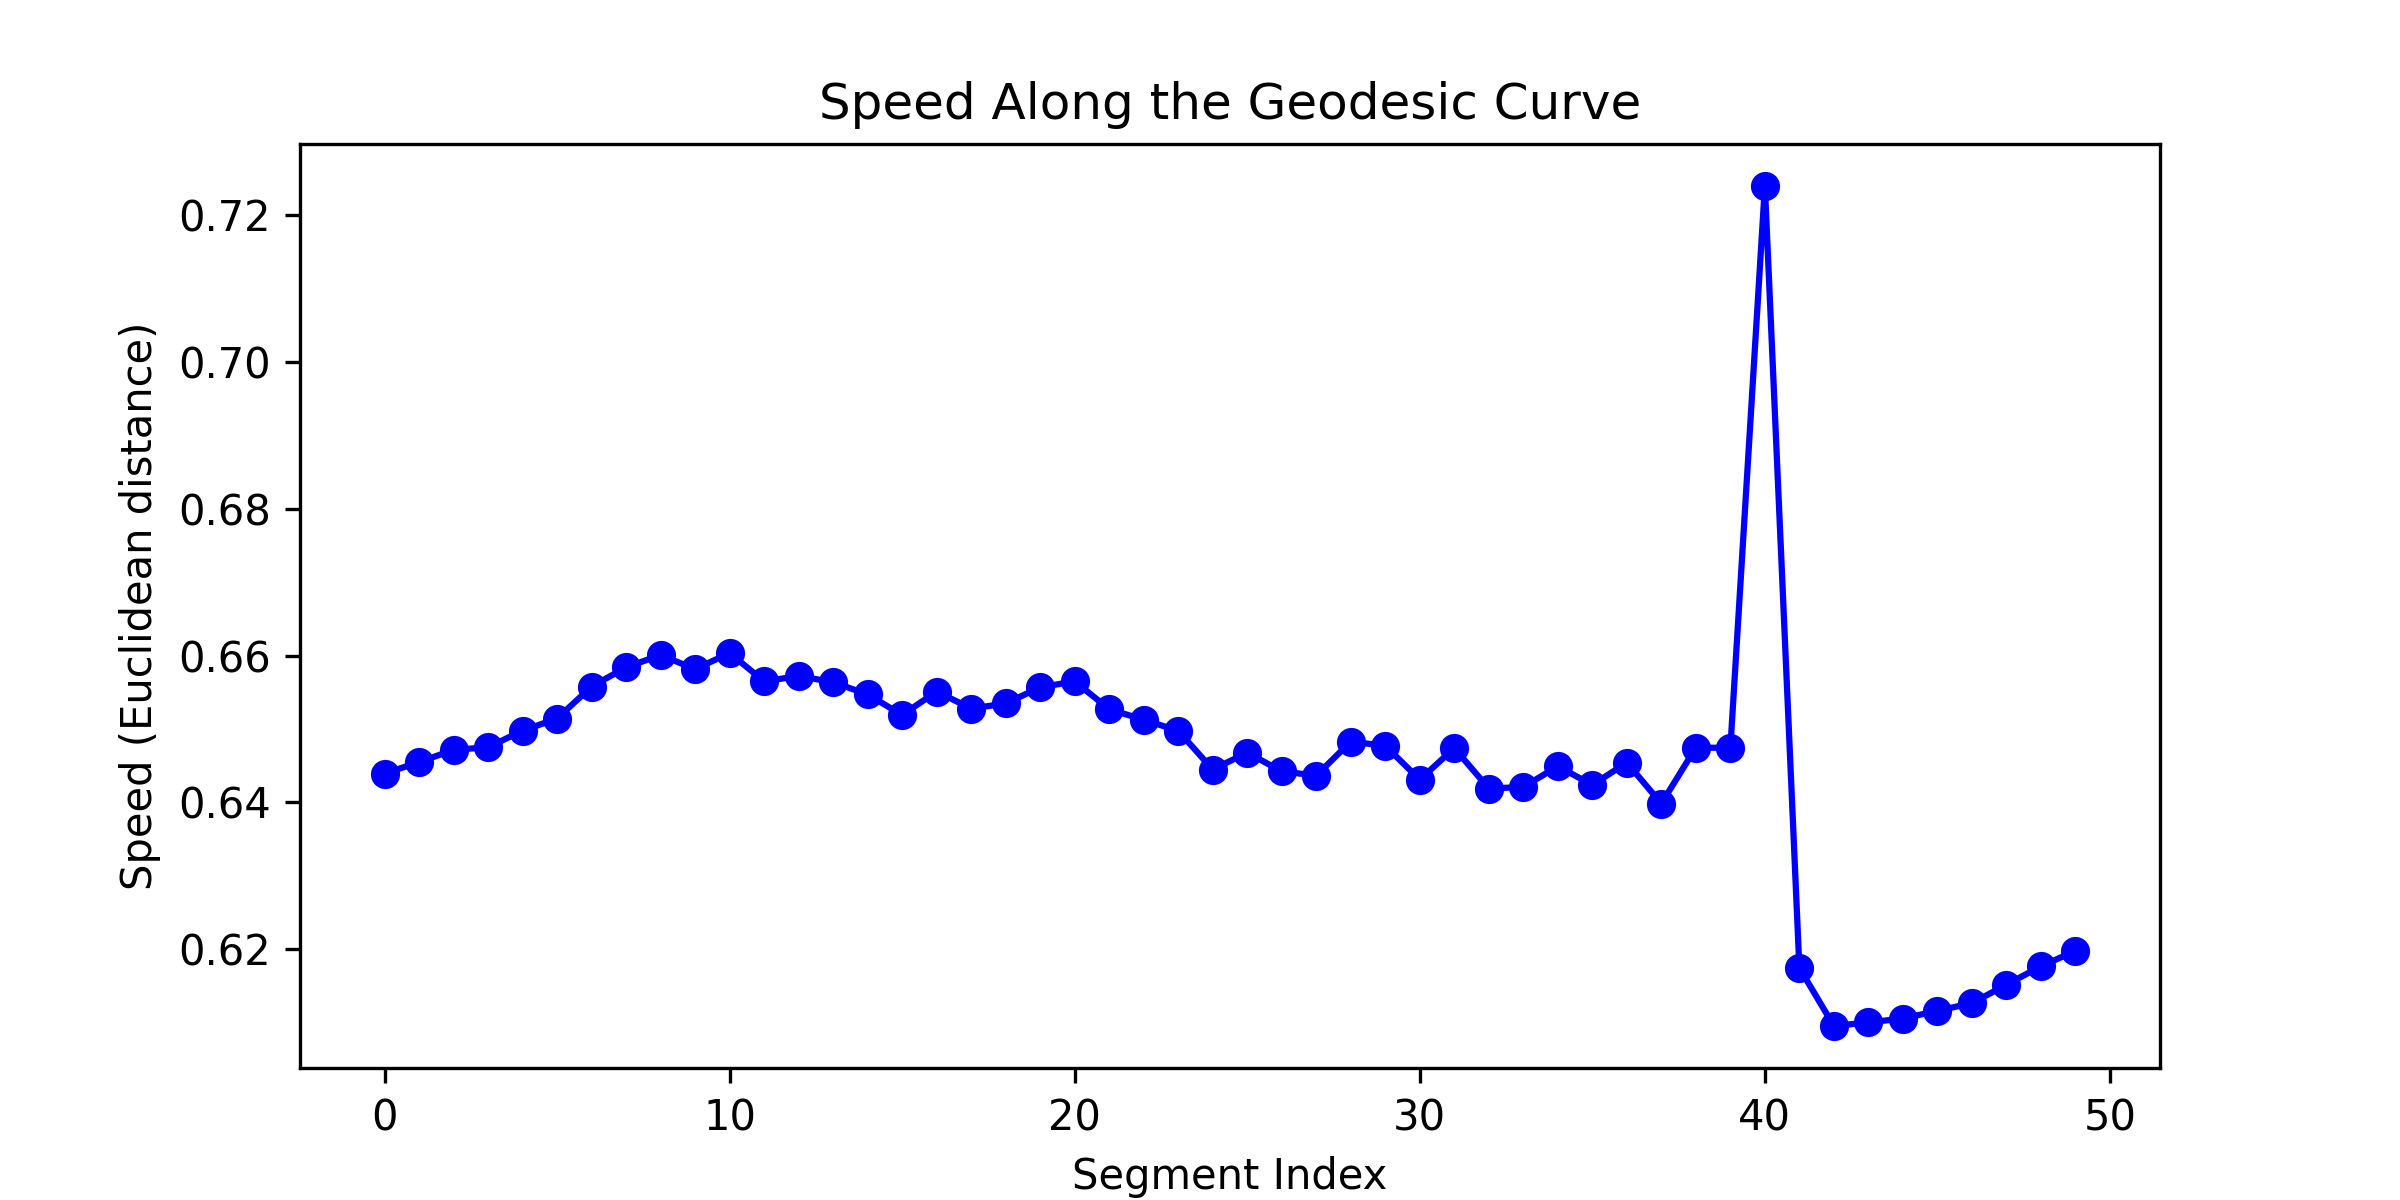 Speed Along the Geodesic Curve
Speed (Euclidean distance)
0.72
0.70
0.68
0.66
0.64
0.62
0 10 20 30 40 50
Segment Index